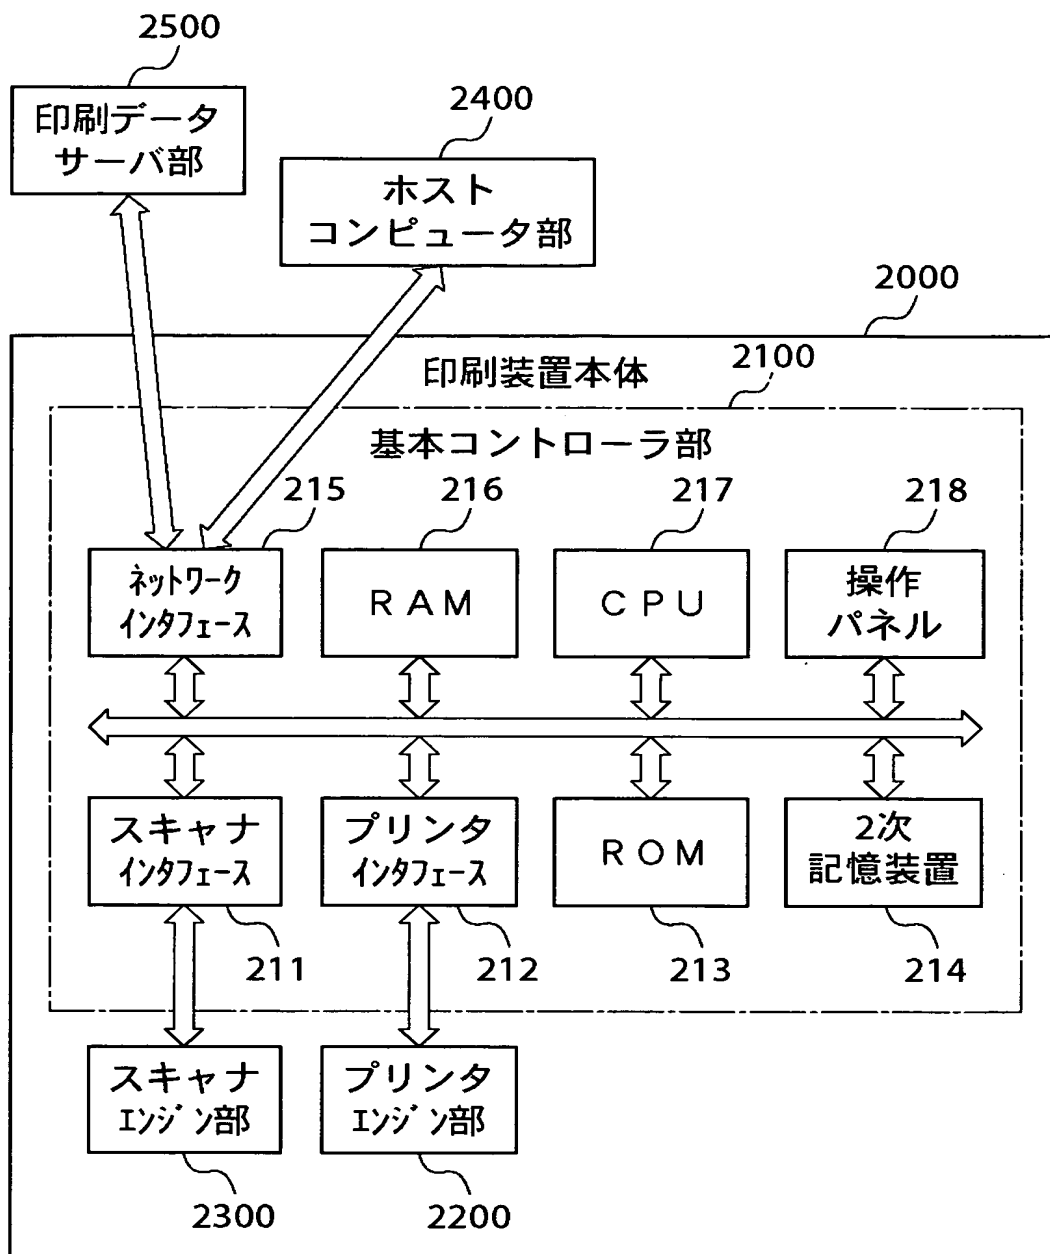 2500
印刷データ
サーバ部
2400
ホスト
コンピュータ部
2000
印刷装置本体
2100
基本コントローラ部
215
216
217
218
ネットワーク
インタフェース
RAM
CPU
操作
パネル
スキャナ
インタフェース
プリンタ
インタフェース
ROM
2次
記憶装置
211
212
213
214
スキャナ
エンジン部
プリンタ
エンジン部
2300
2200